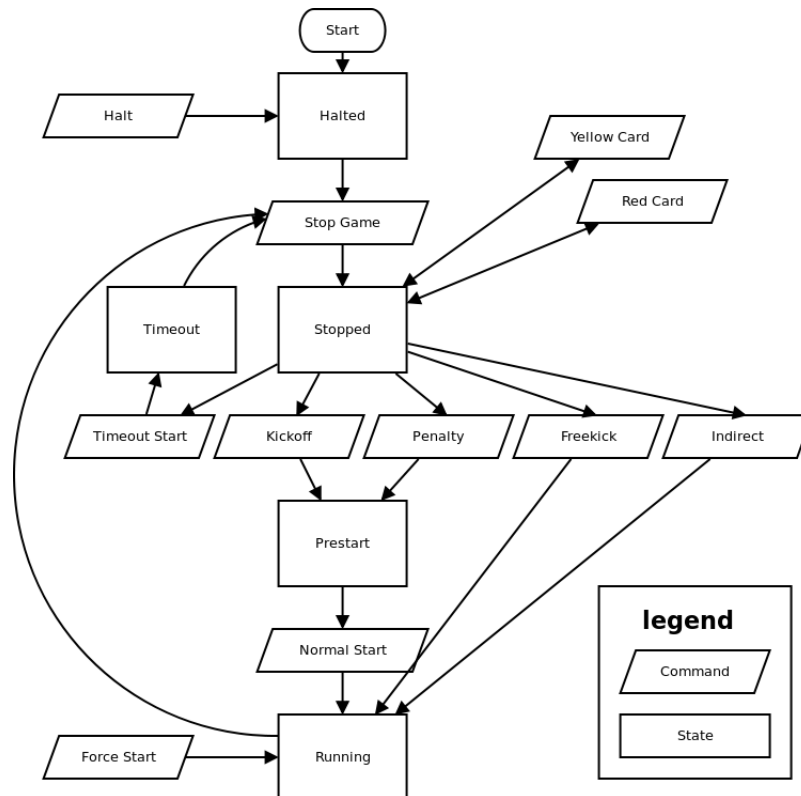 Start
Halt
Halted
Yellow Card
Red Card
Stop Game
Timeout
Stopped
Timeout Start
Kickoff
Penalty
Freekick
Indirect
Prestart
legend
Normal Start
Command
State
Force Start
Running